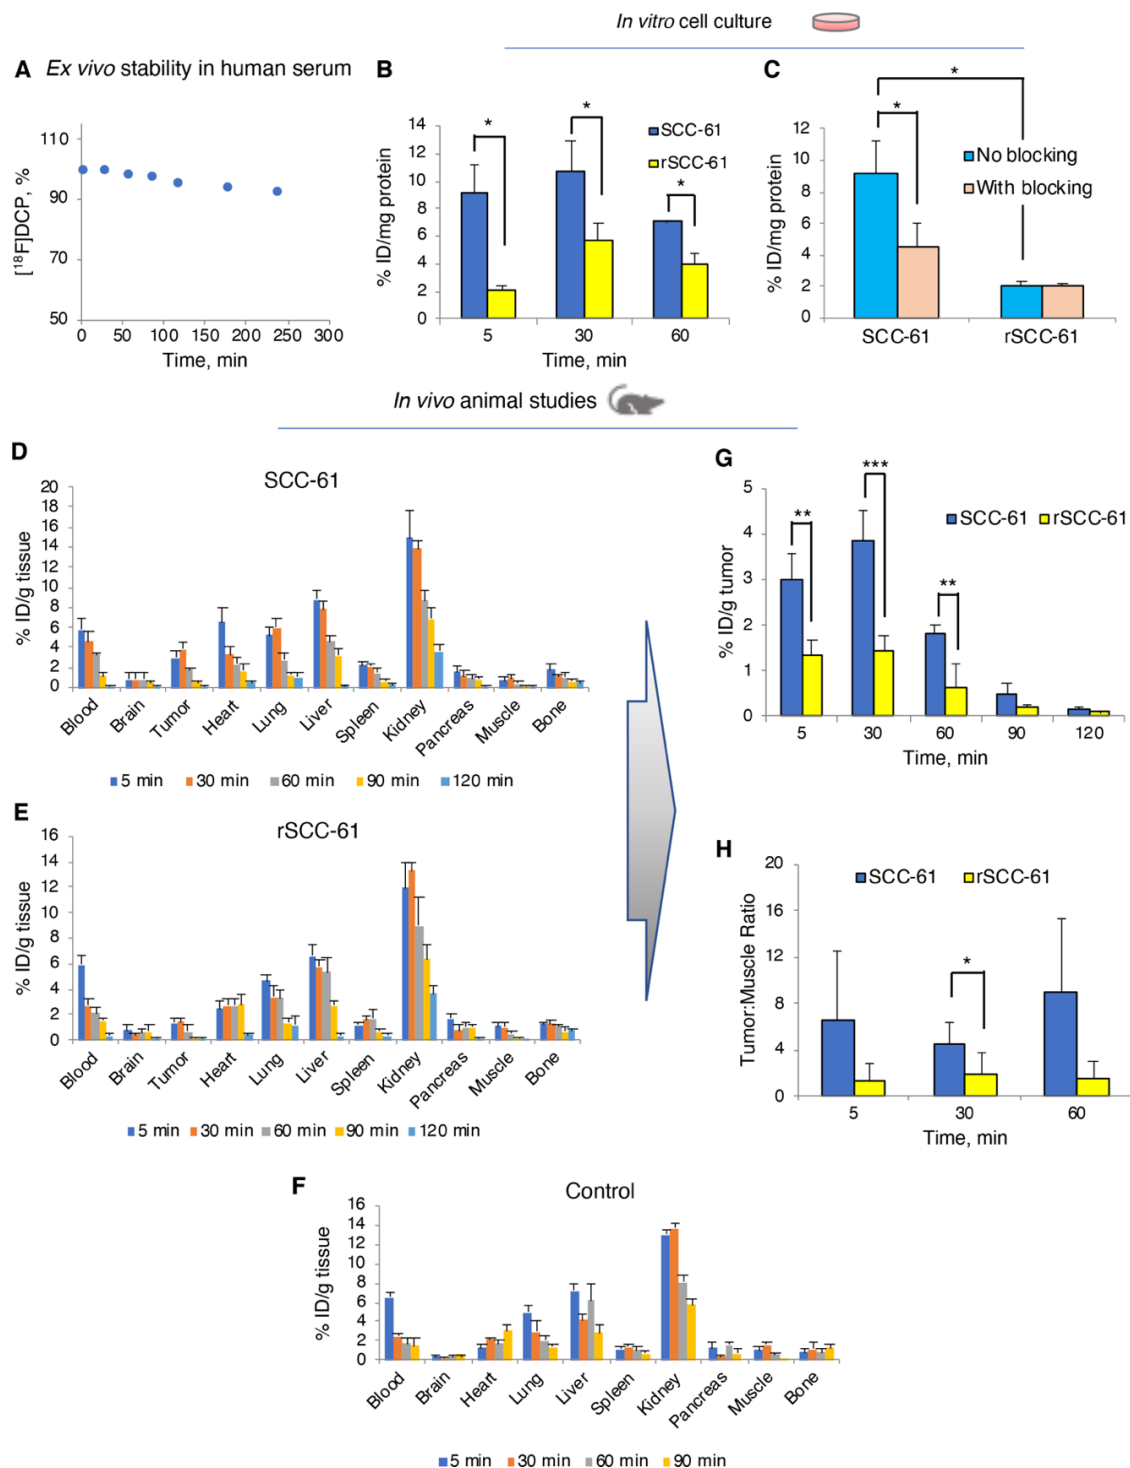 In vitro cell culture
A Ex vivo stability in human serum
110
90
70
50
[¹⁸F]DCP, %
0 50 100 150 200 250 300
Time, min
B
14
12
10
8
6
4
2
0
% ID/mg protein
SCC-61
rSCC-61
* * *
5 30 60
Time, min
C
12
10
8
6
4
2
0
% ID/mg protein
*
*
No blocking
With blocking
SCC-61 rSCC-61
In vivo animal studies
D
SCC-61
20
18
16
14
12
10
8
6
4
2
0
% ID/g tissue
Blood Brain Tumor Heart Lung Liver Spleen Kidney Pancreas Muscle Bone
5 min 30 min 60 min 90 min 120 min
E
rSCC-61
16
14
12
10
8
6
4
2
0
% ID/g tissue
Blood Brain Tumor Heart Lung Liver Spleen Kidney Pancreas Muscle Bone
5 min 30 min 60 min 90 min 120 min
F
Control
16
14
12
10
8
6
4
2
0
% ID/g tissue
Blood Brain Heart Lung Liver Spleen Kidney Pancreas Muscle Bone
5 min 30 min 60 min 90 min
G
5
4
3
2
1
0
% ID/g tumor
SCC-61 rSCC-61
** *** **
5 30 60 90 120
Time, min
H
20
16
12
8
4
0
Tumor:Muscle Ratio
SCC-61 rSCC-61
*
5 30 60
Time, min